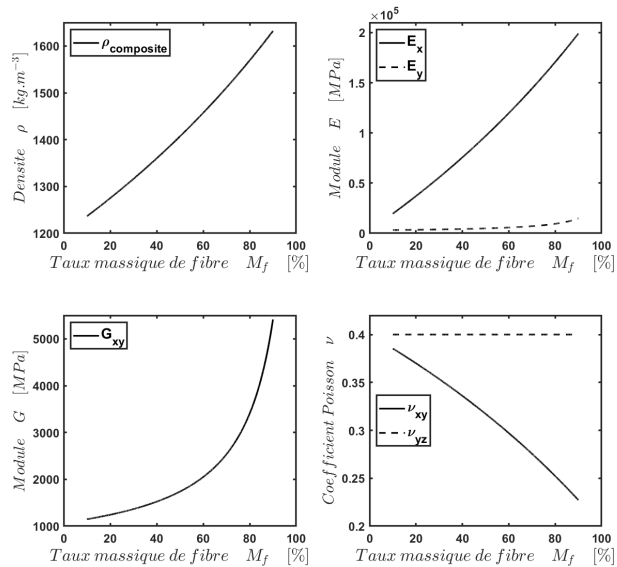 ρcomposite
1600
1500
1400
1300
1200
Densite ρ [kg.m−3]
0 20 40 60 80 100
Taux massique de fibre Mf [%]
×10^5
Ex
Ey
2
1.5
1
0.5
0
Module E [MPa]
0 20 40 60 80 100
Taux massique de fibre Mf [%]
Gxy
5000
4000
3000
2000
1000
Module G [MPa]
0 20 40 60 80 100
Taux massique de fibre Mf [%]
0.4
0.35
0.3
0.25
0.2
νxy
νyz
Coefficient Poisson ν
0 20 40 60 80 100
Taux massique de fibre Mf [%]